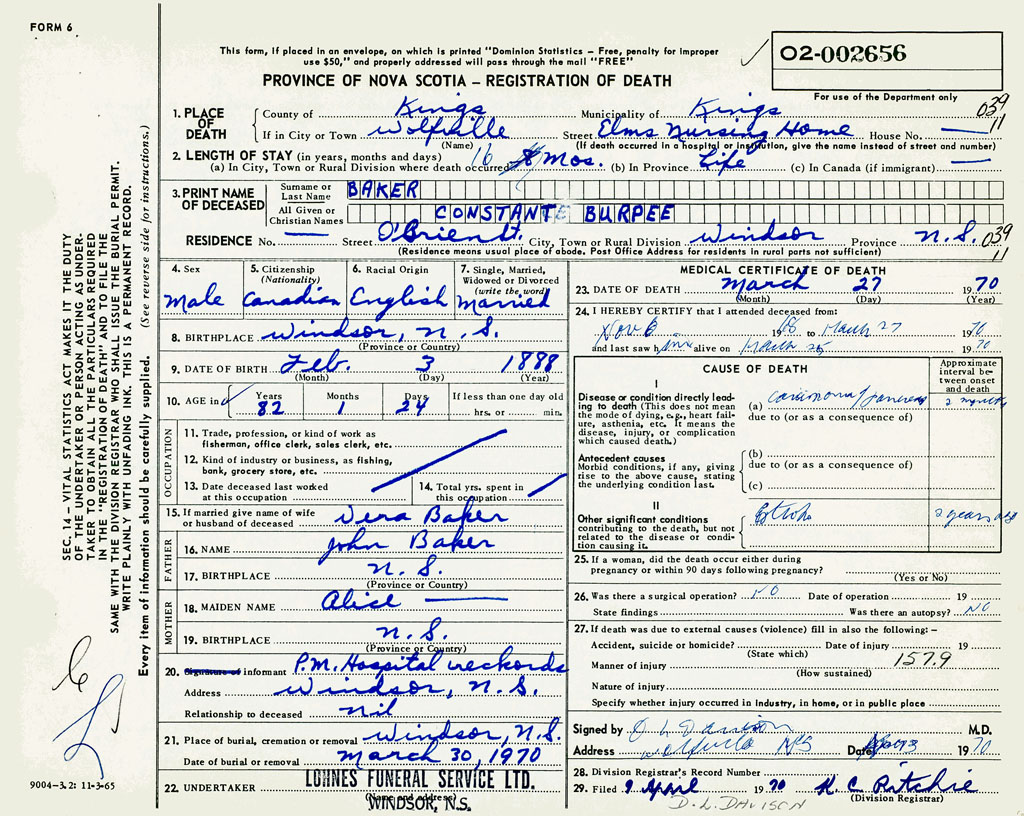 FORM 6
This form, if placed in an envelope, on which is printed "Dominion Statistics – Free, penalty for improper
use $50," and properly addressed will pass through the mail "FREE"
PROVINCE OF NOVA SCOTIA – REGISTRATION OF DEATH
02-002656
For use of the Department only
039
11
1. PLACE OF DEATH County of Kings Municipality of Kings
If in City or Town Wolfville Street Elms Nursing Home House No. —
(Name) (If death occurred in a hospital or institution, give the name instead of street and number)
2. LENGTH OF STAY (in years, months and days)
(a) In City, Town or Rural Division where death occurred 16 Mos. (b) In Province Life (c) In Canada (if immigrant) —
3. PRINT NAME OF DECEASED Surname or Last Name BAKER
All Given or Christian Names CONSTANTE BURPEE
RESIDENCE No. — Street O'Brien St. City, Town or Rural Division Windsor Province N.S. 039
11
(Residence means usual place of abode. Post Office Address for residents in rural parts not sufficient)
4. Sex Male
5. Citizenship (Nationality) Canadian
6. Racial Origin English
7. Single, Married, Widowed or Divorced (write the word) Married
8. BIRTHPLACE Windsor, N.S.
(Province or Country)
9. DATE OF BIRTH Feb. 3 1888
(Month) (Day) (Year)
10. AGE in Years 82 Months 1 Days 24 If less than one day old hrs. or min.
OCCUPATION
11. Trade, profession, or kind of work as fisherman, office clerk, sales clerk, etc.
12. Kind of industry or business, as fishing, bank, grocery store, etc.
13. Date deceased last worked at this occupation
14. Total yrs. spent in this occupation
15. If married give name of wife or husband of deceased Vera Baker
FATHER
16. NAME John Baker
17. BIRTHPLACE N.S.
(Province or Country)
MOTHER
18. MAIDEN NAME Alice —
19. BIRTHPLACE N.S.
(Province or Country)
20. Signature of informant P.M. Hospital reckords
Address Windsor, N.S.
Relationship to deceased nil
21. Place of burial, cremation or removal Windsor, N.S.
Date of burial or removal March 30, 1970
22. UNDERTAKER LOHNES FUNERAL SERVICE LTD.
(Name and address)
WINDSOR, N.S.
MEDICAL CERTIFICATE OF DEATH
23. DATE OF DEATH March 27 1970
(Month) (Day) (Year)
24. I HEREBY CERTIFY that I attended deceased from:
Nov 1968 to March 27 1970
and last saw him alive on March 25 1970
CAUSE OF DEATH
Approximate interval between onset and death
I
Disease or condition directly leading to death (This does not mean the mode of dying, e.g., heart failure, asthenia, etc. It means the disease, injury, or complication which caused death.)
(a) carcinoma pancreas 2 months
due to (or as a consequence of)
Antecedent causes
Morbid conditions, if any, giving rise to the above cause, stating the underlying condition last.
(b)
due to (or as a consequence of)
(c)
II
Other significant conditions contributing to the death, but not related to the disease or condition causing it.
2 years
25. If a woman, did the death occur either during pregnancy or within 90 days following pregnancy?
(Yes or No)
26. Was there a surgical operation? NO Date of operation 19
State findings Was there an autopsy? NO
27. If death was due to external causes (violence) fill in also the following: –
Accident, suicide or homicide? Date of injury 19
(State which)
Manner of injury 157.9
(How sustained)
Nature of injury
Specify whether injury occurred in industry, in home, or in public place
Signed by O L Davison M.D.
Address Wolfville NS Date 1970
28. Division Registrar's Record Number
29. Filed 9 April 1970 K. C. Ritchie
(Division Registrar)
D. L. DAVISON
SEC. 14 – VITAL STATISTICS ACT MAKES IT THE DUTY
OF THE UNDERTAKER OR PERSON ACTING AS UNDER-
TAKER TO OBTAIN ALL THE PARTICULARS REQUIRED
IN THE "REGISTRATION OF DEATH" AND TO FILE THE
SAME WITH THE DIVISION REGISTRAR WHO SHALL ISSUE THE BURIAL PERMIT.
WRITE PLAINLY WITH UNFADING INK. THIS IS A PERMANENT RECORD.
Every item of information should be carefully supplied. (See reverse side for instructions.)
9004-3.2: 11-3-65